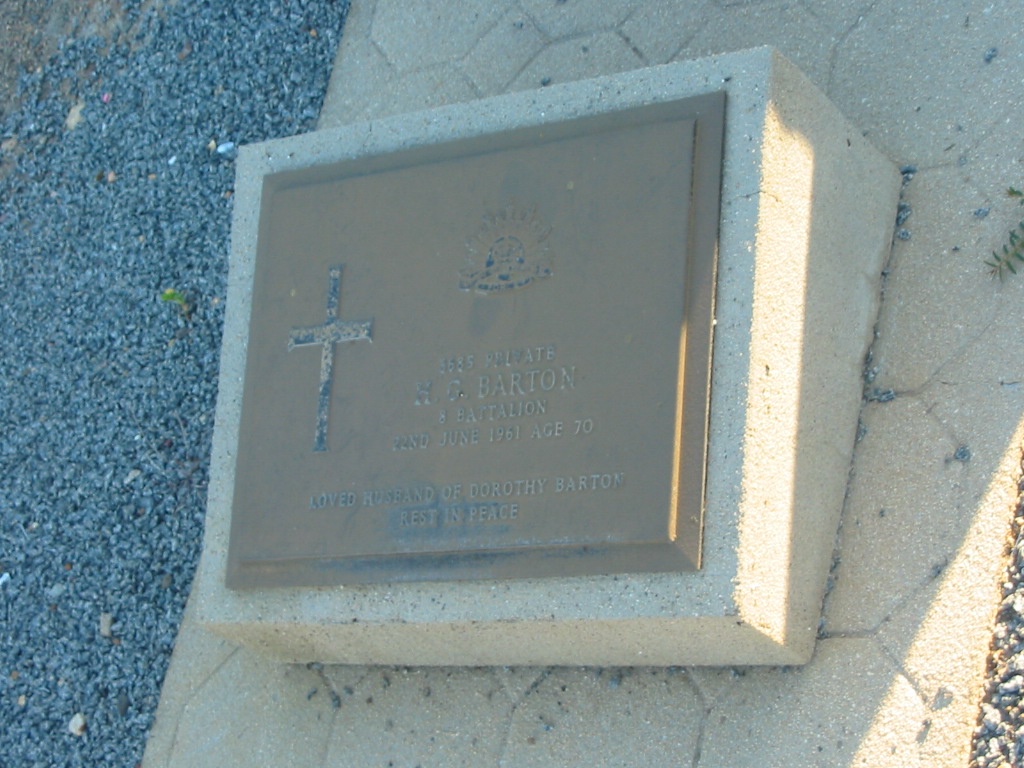 PRIVATE
H. G. BARTON
8 BATTALION
22ND JUNE 1961 AGE 70
LOVED HUSBAND OF DOROTHY BARTON
REST IN PEACE